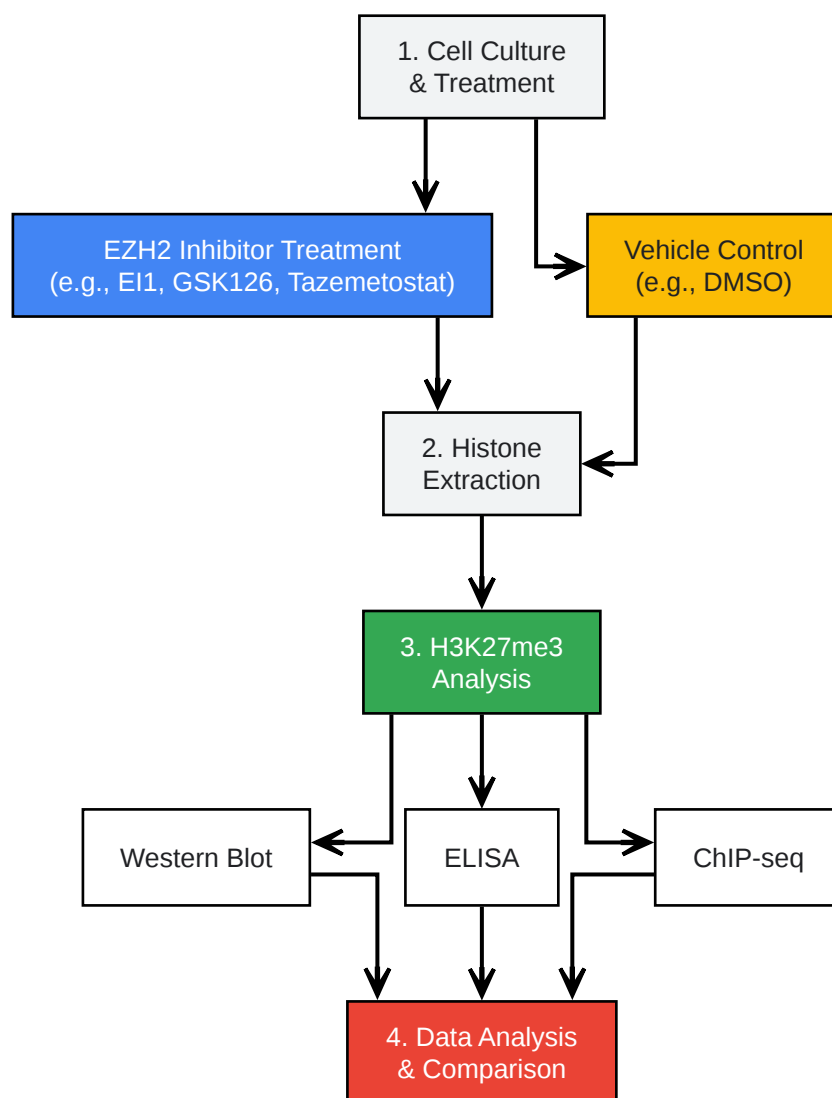 1. Cell Culture
& Treatment
EZH2 Inhibitor Treatment
(e.g., EI1, GSK126, Tazemetostat)
Vehicle Control
(e.g., DMSO)
2. Histone
Extraction
3. H3K27me3
Analysis
Western Blot
ELISA
ChIP-seq
4. Data Analysis
& Comparison